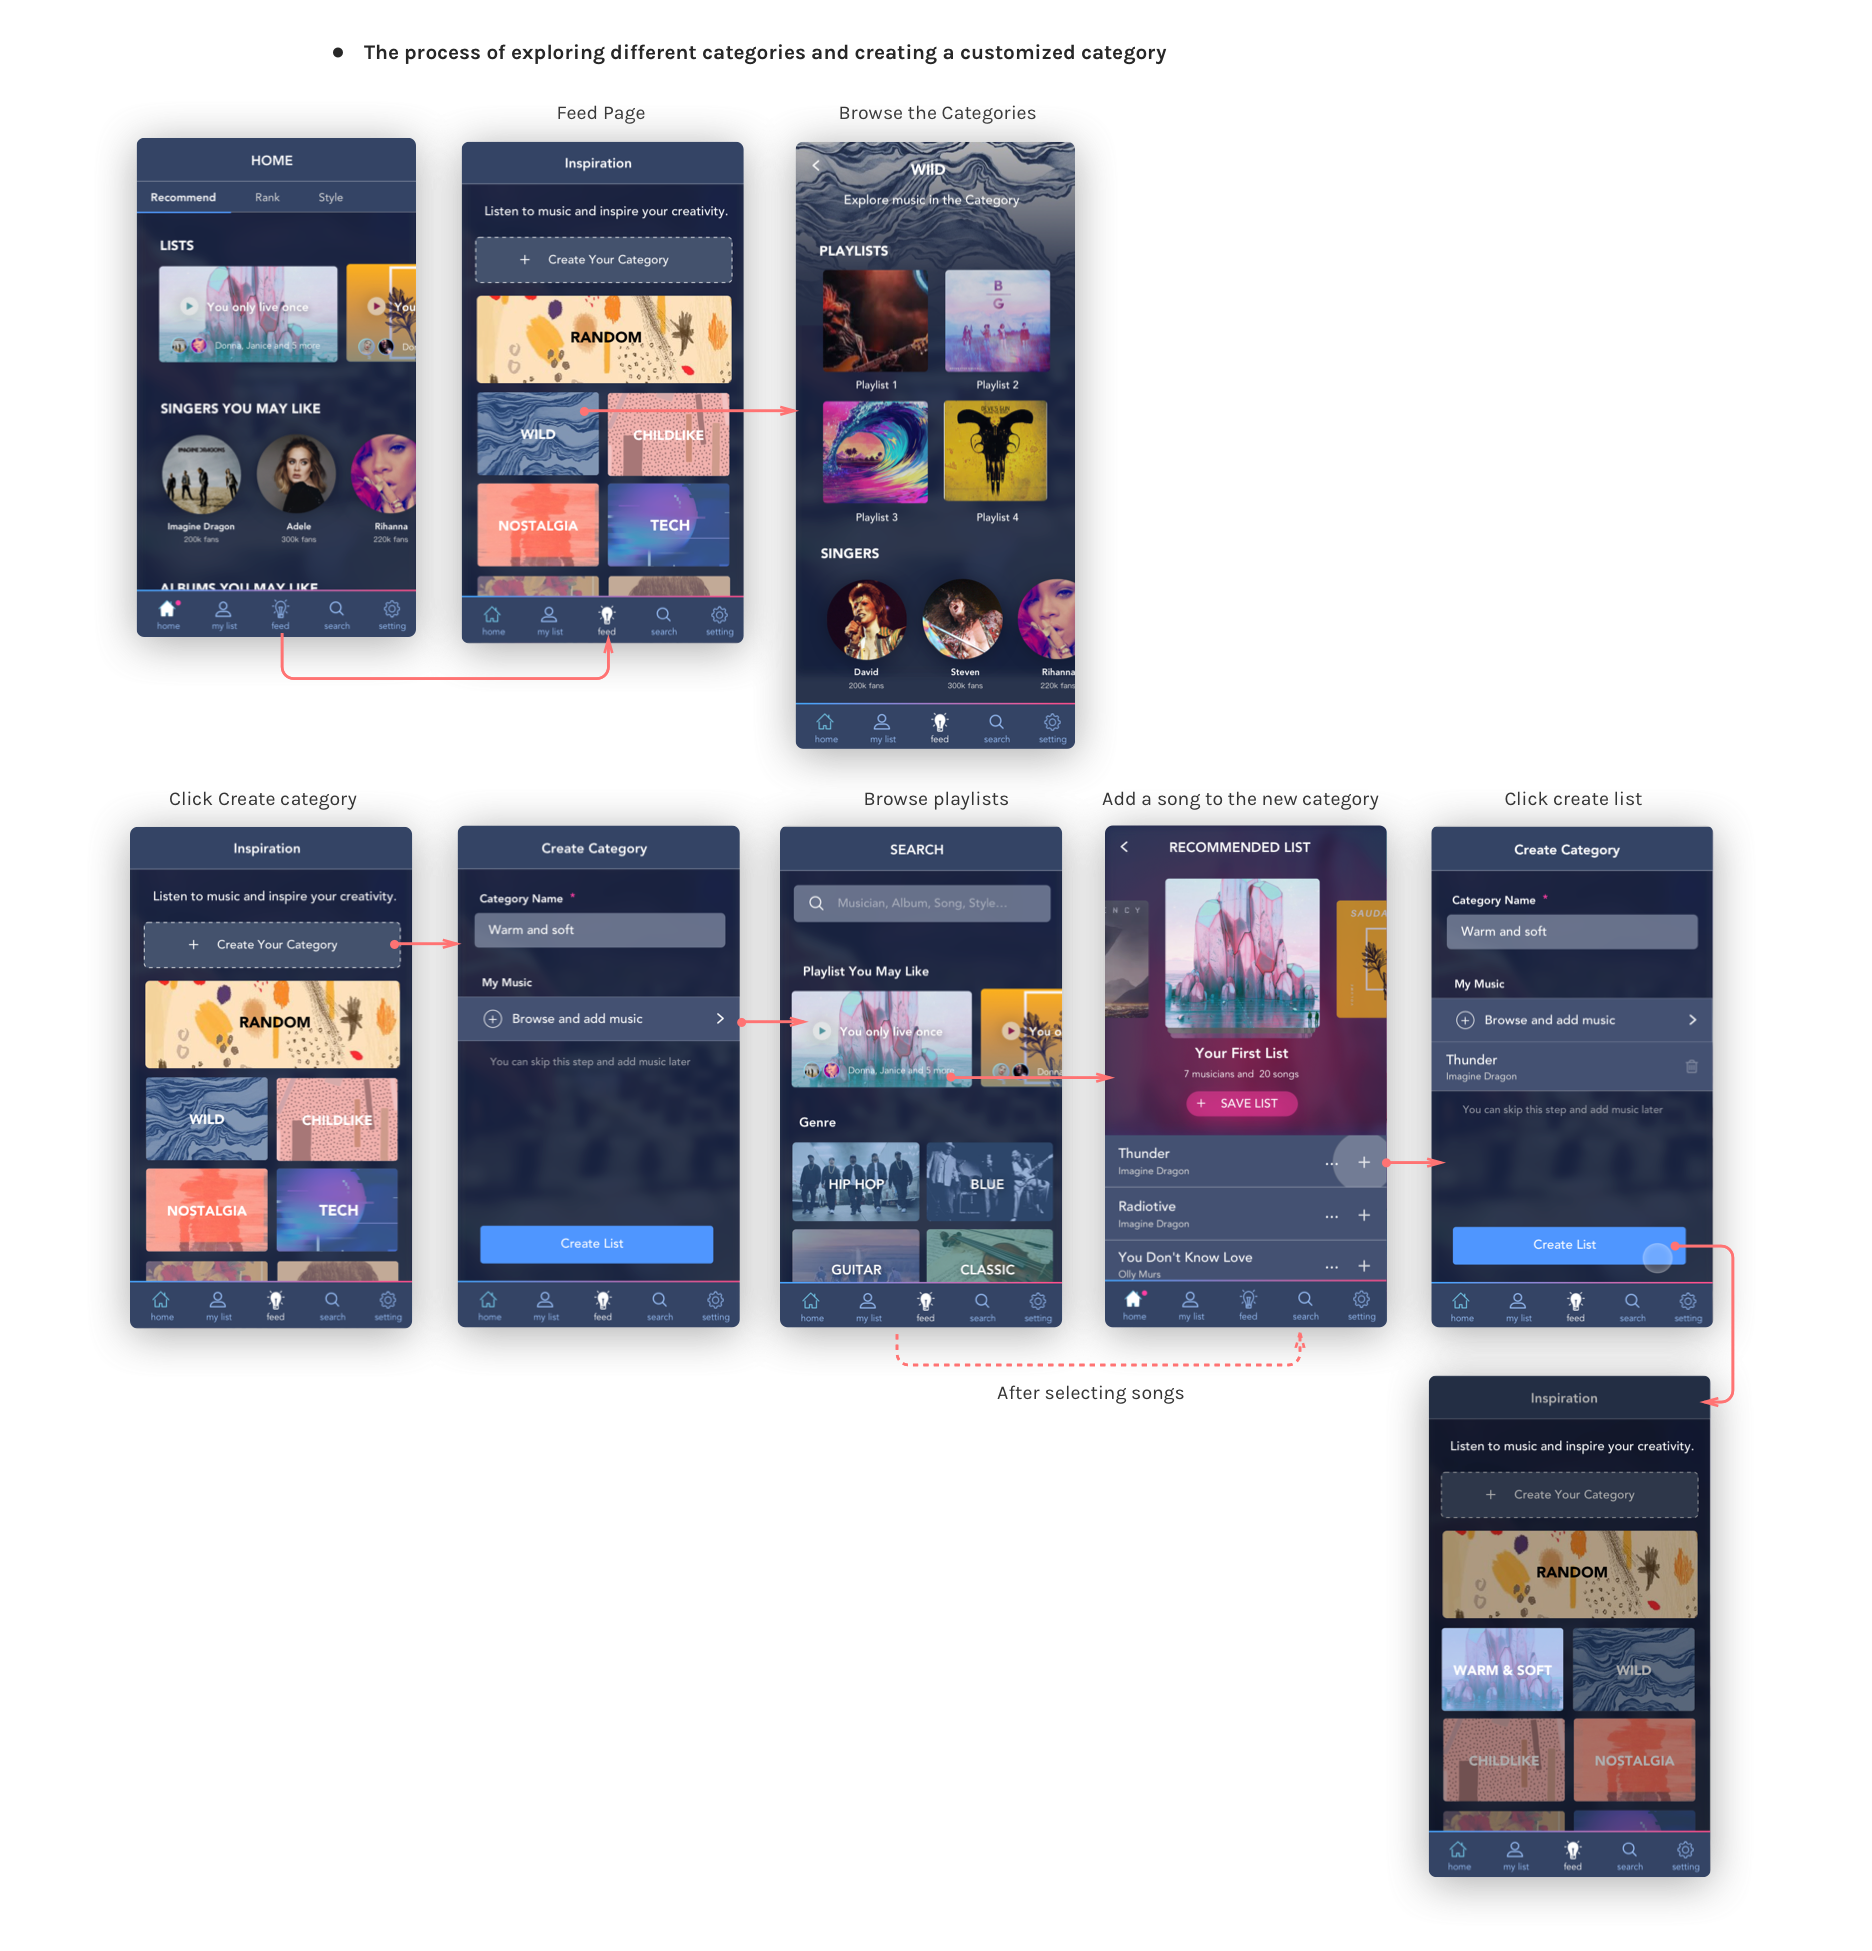 The process of exploring different categories and creating a customized category
Feed Page
Browse the Categories
HOME
Recommend Rank Style
LISTS
You only live once
You
Donna, Janice and 5 more
SINGERS YOU MAY LIKE
IMAGINE DRAGONS
Imagine Dragon Adele Rihanna
200k fans 300k fans 220k fans
ALBUMS YOU MAY LIKE
home my list feed search setting
Inspiration
Listen to music and inspire your creativity.
+ Create Your Category
RANDOM
WILD CHILDLIKE
NOSTALGIA TECH
home my list feed search setting
WIlD
Explore music in the Category
PLAYLISTS
B
G
Playlist 1 Playlist 2
Playlist 3 Playlist 4
SINGERS
David Steven Rihanna
200k fans 300k fans 220k fans
home my list feed search setting
Click Create category
Browse playlists
Add a song to the new category
Click create list
Inspiration
Listen to music and inspire your creativity.
+ Create Your Category
RANDOM
WILD CHILDLIKE
NOSTALGIA TECH
home my list feed search setting
Create Category
Category Name *
Warm and soft
My Music
Browse and add music
You can skip this step and add music later
Create List
home my list feed search setting
SEARCH
Musician, Album, Song, Style...
Playlist You May Like
You only live once
You o
Donna, Janice and 5 more
Donna
Genre
HIP HOP BLUE
GUITAR CLASSIC
home my list feed search setting
RECOMMENDED LIST
N C Y
SAUDA
Your First List
7 musicians and 20 songs
+ SAVE LIST
Thunder
Imagine Dragon
Radiotive
Imagine Dragon
You Don't Know Love
Olly Murs
home my list feed search setting
Create Category
Category Name *
Warm and soft
My Music
Browse and add music
Thunder
Imagine Dragon
You can skip this step and add music later
Create List
home my list feed search setting
After selecting songs
Inspiration
Listen to music and inspire your creativity.
+ Create Your Category
RANDOM
WARM & SOFT WILD
CHILDLIKE NOSTALGIA
home my list feed search setting